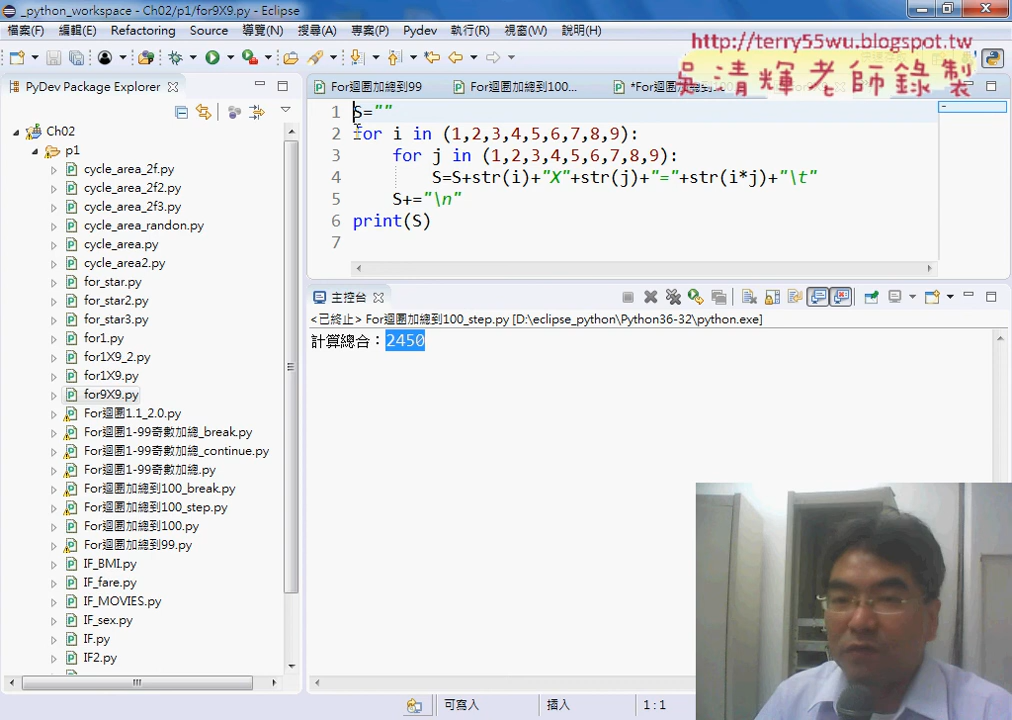 _python_workspace - Ch02/p1/for9X9.py - Eclipse
檔案(F) 編輯(E) Refactoring Source 導覽(N) 搜尋(A) 專案(P) Pydev 執行(R) 視窗(W) 說明(H)
http://terry55wu.blogspot.tw
吳清輝老師錄製
PyDev Package Explorer
For迴圈加總到99
For迴圈加總到100...
Ch02
p1
cycle_area_2f.py
cycle_area_2f2.py
cycle_area_2f3.py
cycle_area_randon.py
cycle_area.py
cycle_area2.py
for_star.py
for_star2.py
for_star3.py
for1.py
for1X9_2.py
for1X9.py
for9X9.py
For迴圈1.1_2.0.py
For迴圈1-99奇數加總_break.py
For迴圈1-99奇數加總_continue.py
For迴圈1-99奇數加總.py
For迴圈加總到100_break.py
For迴圈加總到100_step.py
For迴圈加總到100.py
For迴圈加總到99.py
IF_BMI.py
IF_fare.py
IF_MOVIES.py
IF_sex.py
IF.py
IF2.py
1 S=""
2 for i in (1,2,3,4,5,6,7,8,9):
3 for j in (1,2,3,4,5,6,7,8,9):
4 S=S+str(i)+"X"+str(j)+"="+str(i*j)+"\t"
5 S+="\n"
6 print(S)
7
主控台
<已終止> For迴圈加總到100_step.py [D:\eclipse_python\Python36-32\python.exe]
計算總合：2450
可寫入 插入 1 : 1